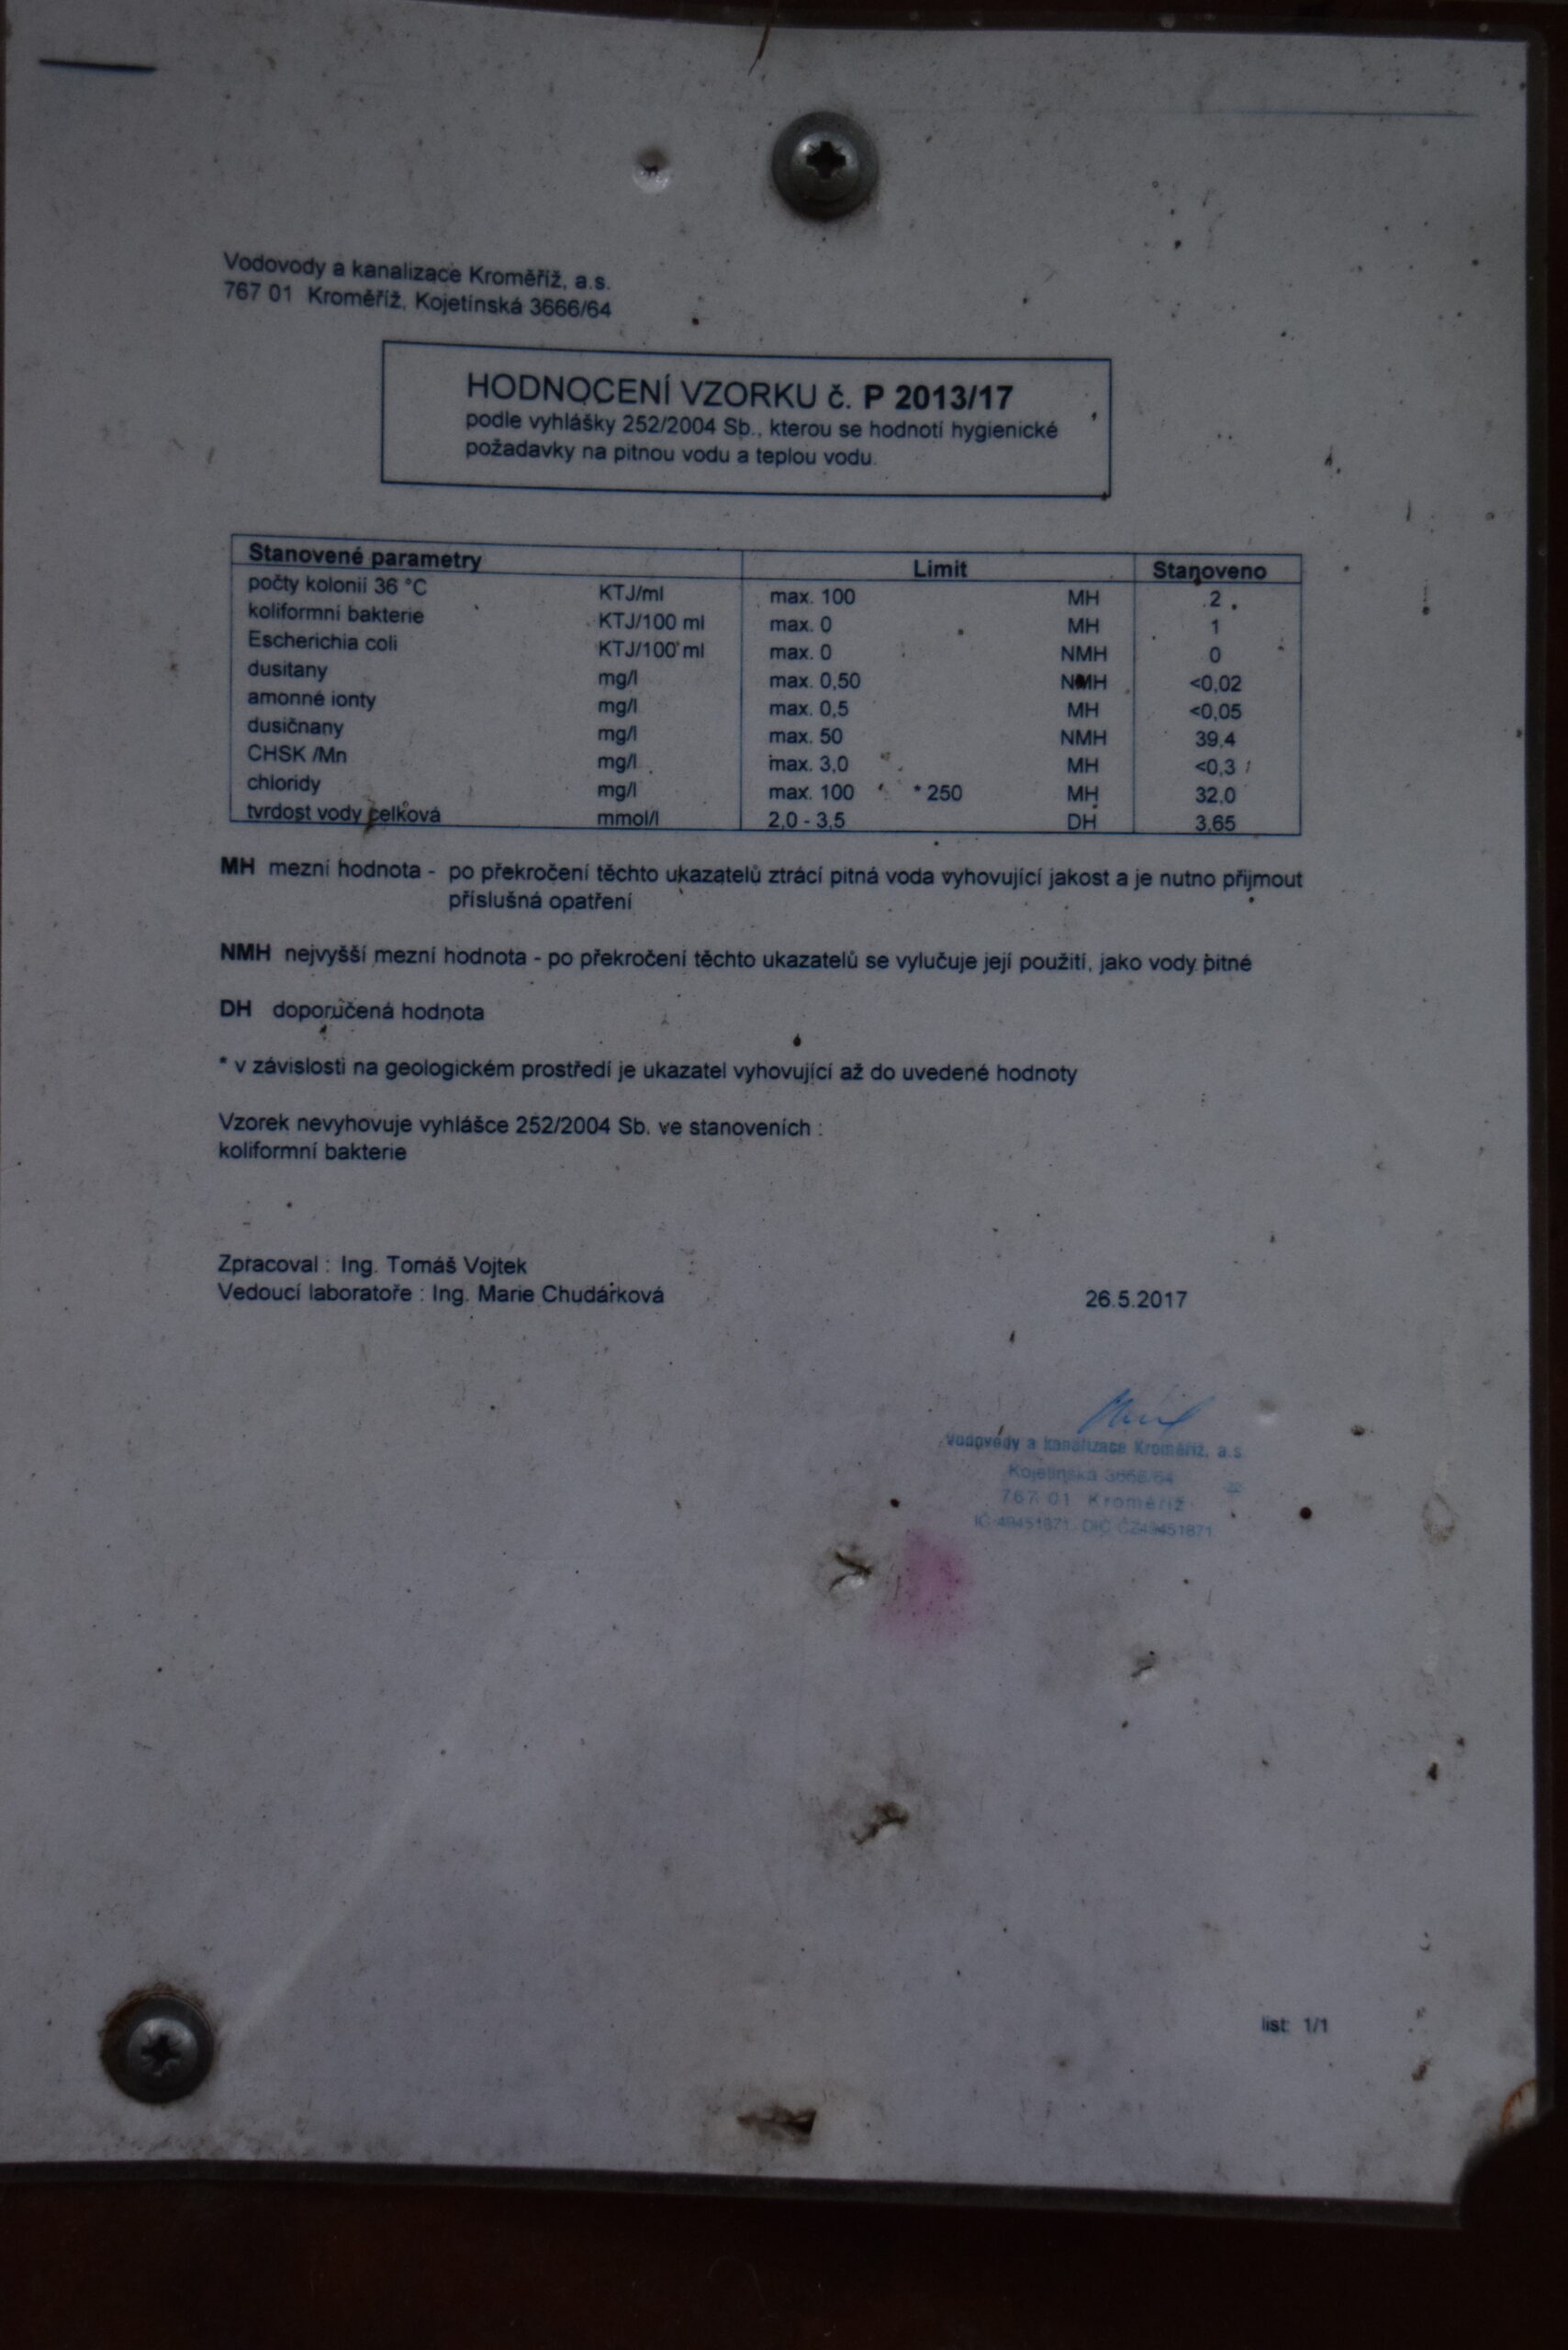 Vodovody a kanalizace Kroměříž, a.s.
767 01 Kroměříž, Kojetínská 3666/64
HODNOCENÍ VZORKU č. P 2013/17
podle vyhlášky 252/2004 Sb., kterou se hodnotí hygienické
požadavky na pitnou vodu a teplou vodu.
Stanovené parametry Limit Stanoveno
počty kolonií 36 °C KTJ/ml max. 100 MH 2
koliformní bakterie KTJ/100 ml max. 0 MH 1
Escherichia coli KTJ/100 ml max. 0 NMH 0
dusitany mg/l max. 0,50 NMH <0,02
amonné ionty mg/l max. 0,5 MH <0,05
dusičnany mg/l max. 50 NMH 39,4
CHSK /Mn mg/l max. 3,0 MH <0,3
chloridy mg/l max. 100 * 250 MH 32,0
tvrdost vody celková mmol/l 2,0 - 3,5 DH 3,65
MH mezní hodnota - po překročení těchto ukazatelů ztrácí pitná voda vyhovující jakost a je nutno přijmout
příslušná opatření
NMH nejvyšší mezní hodnota - po překročení těchto ukazatelů se vylučuje její použití, jako vody pitné
DH doporučená hodnota
* v závislosti na geologickém prostředí je ukazatel vyhovující až do uvedené hodnoty
Vzorek nevyhovuje vyhlášce 252/2004 Sb. ve stanoveních :
koliformní bakterie
Zpracoval : Ing. Tomáš Vojtek
Vedoucí laboratoře : Ing. Marie Chudárková 26.5.2017
Vodovody a kanalizace Kroměříž, a.s.
Kojetínská 3666/64
767 01 Kroměříž
IČ 49451871, DIČ CZ49451871
list: 1/1